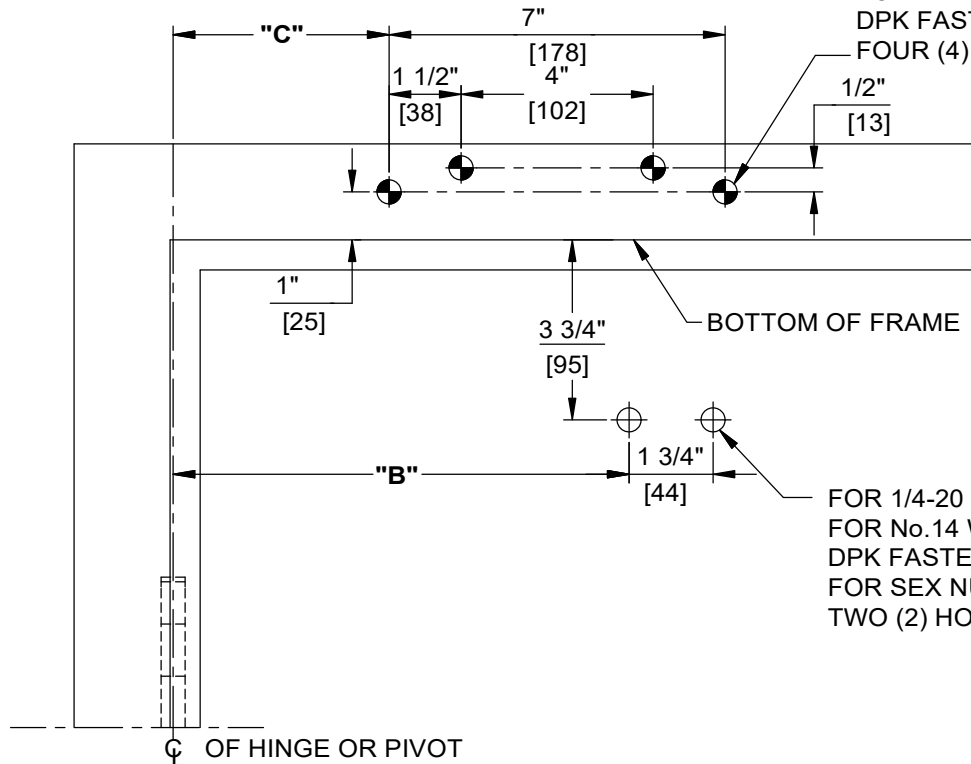 DPK FAST
FOUR (4)
"C"
7"
[178]
1 1/2"
[38]
4"
[102]
1/2"
[13]
1"
[25]
3 3/4"
[95]
BOTTOM OF FRAME
"B"
1 3/4"
[44]
FOR 1/4-20
FOR No.14
DPK FASTE
FOR SEX NU
TWO (2) HO
℄ OF HINGE OR PIVOT